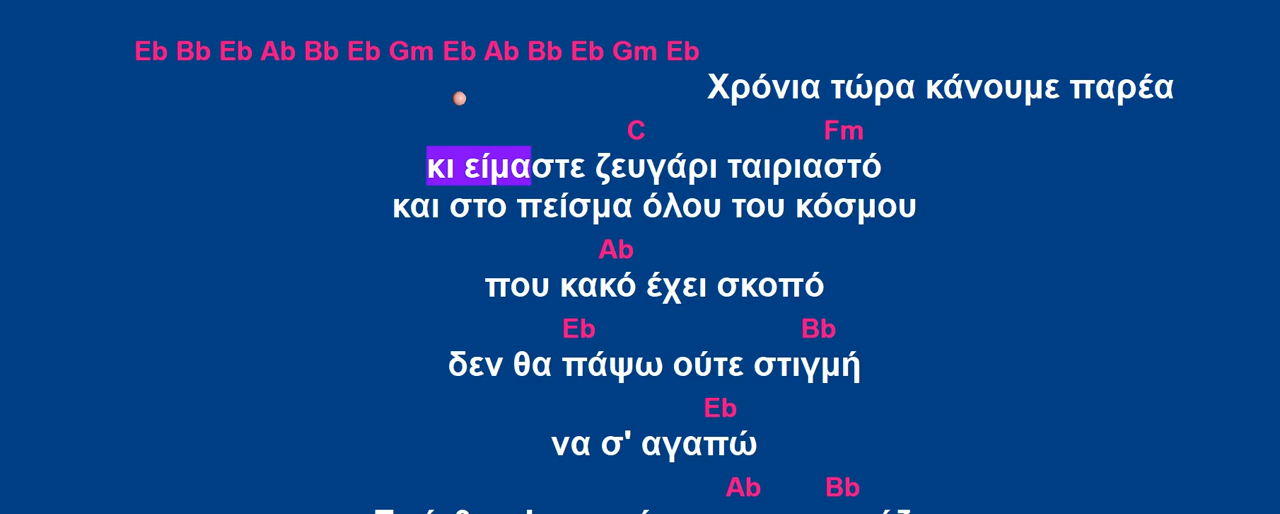 Eb Bb Eb Ab Bb Eb Gm Eb Ab Bb Eb Gm Eb
Χρόνια τώρα κάνουμε παρέα
C Fm
κι είμαστε ζευγάρι ταιριαστό
και στο πείσμα όλου του κόσμου
Ab
που κακό έχει σκοπό
Eb Bb
δεν θα πάψω ούτε στιγμή
Eb
να σ' αγαπώ
Ab Bb